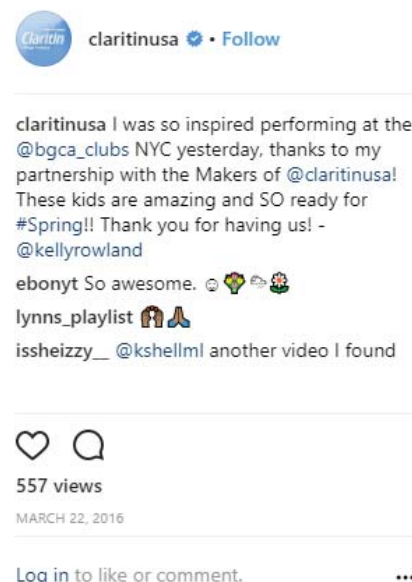 Claritin
claritinusa • Follow
claritinusa I was so inspired performing at the
@bgca_clubs NYC yesterday, thanks to my
partnership with the Makers of @claritinusa!
These kids are amazing and SO ready for
#Spring!! Thank you for having us! -
@kellyrowland
ebonyt So awesome. ☺💐🌥🌼
lynns_playlist 🙌🏾🙏🏾
issheizzy__ @kshellml another video I found
557 views
MARCH 22, 2016
Log in to like or comment.